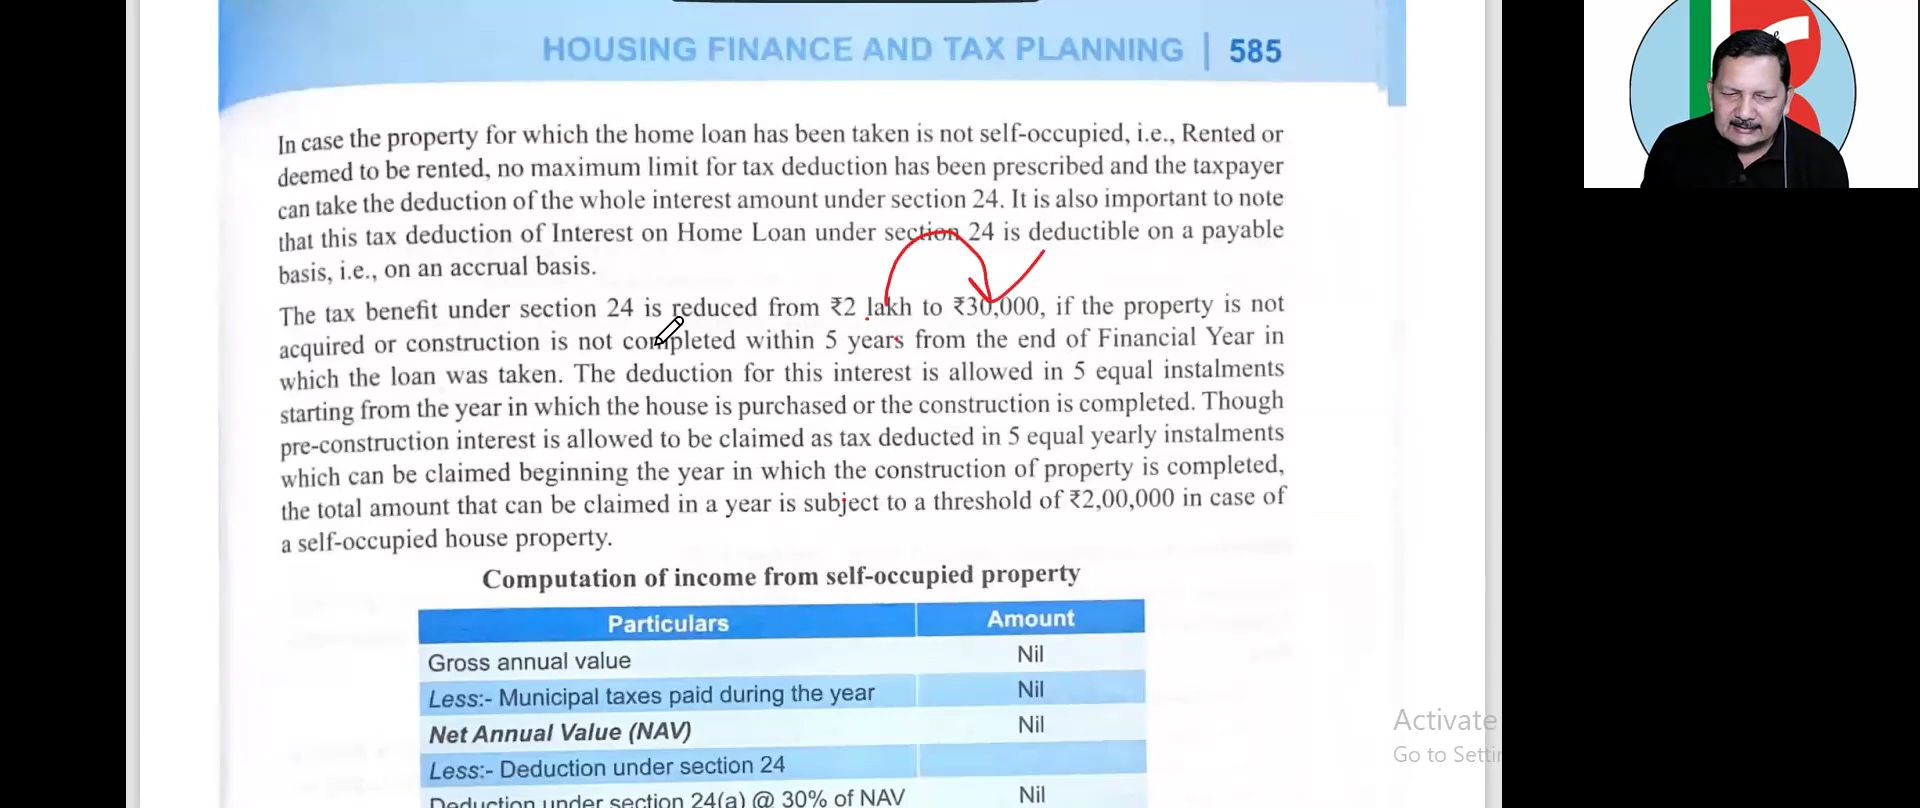 HOUSING FINANCE AND TAX PLANNING | 585
In case the property for which the home loan has been taken is not self-occupied, i.e., Rented or
deemed to be rented, no maximum limit for tax deduction has been prescribed and the taxpayer
can take the deduction of the whole interest amount under section 24. It is also important to note
that this tax deduction of Interest on Home Loan under section 24 is deductible on a payable
basis, i.e., on an accrual basis.
The tax benefit under section 24 is reduced from ₹2 lakh to ₹30,000, if the property is not
acquired or construction is not completed within 5 years from the end of Financial Year in
which the loan was taken. The deduction for this interest is allowed in 5 equal instalments
starting from the year in which the house is purchased or the construction is completed. Though
pre-construction interest is allowed to be claimed as tax deducted in 5 equal yearly instalments
which can be claimed beginning the year in which the construction of property is completed,
the total amount that can be claimed in a year is subject to a threshold of ₹2,00,000 in case of
a self-occupied house property.
Computation of income from self-occupied property
Particulars Amount
Gross annual value Nil
Less:- Municipal taxes paid during the year Nil
Net Annual Value (NAV) Nil
Less:- Deduction under section 24
Deduction under section 24(a) @ 30% of NAV Nil
Activate
Go to Settin